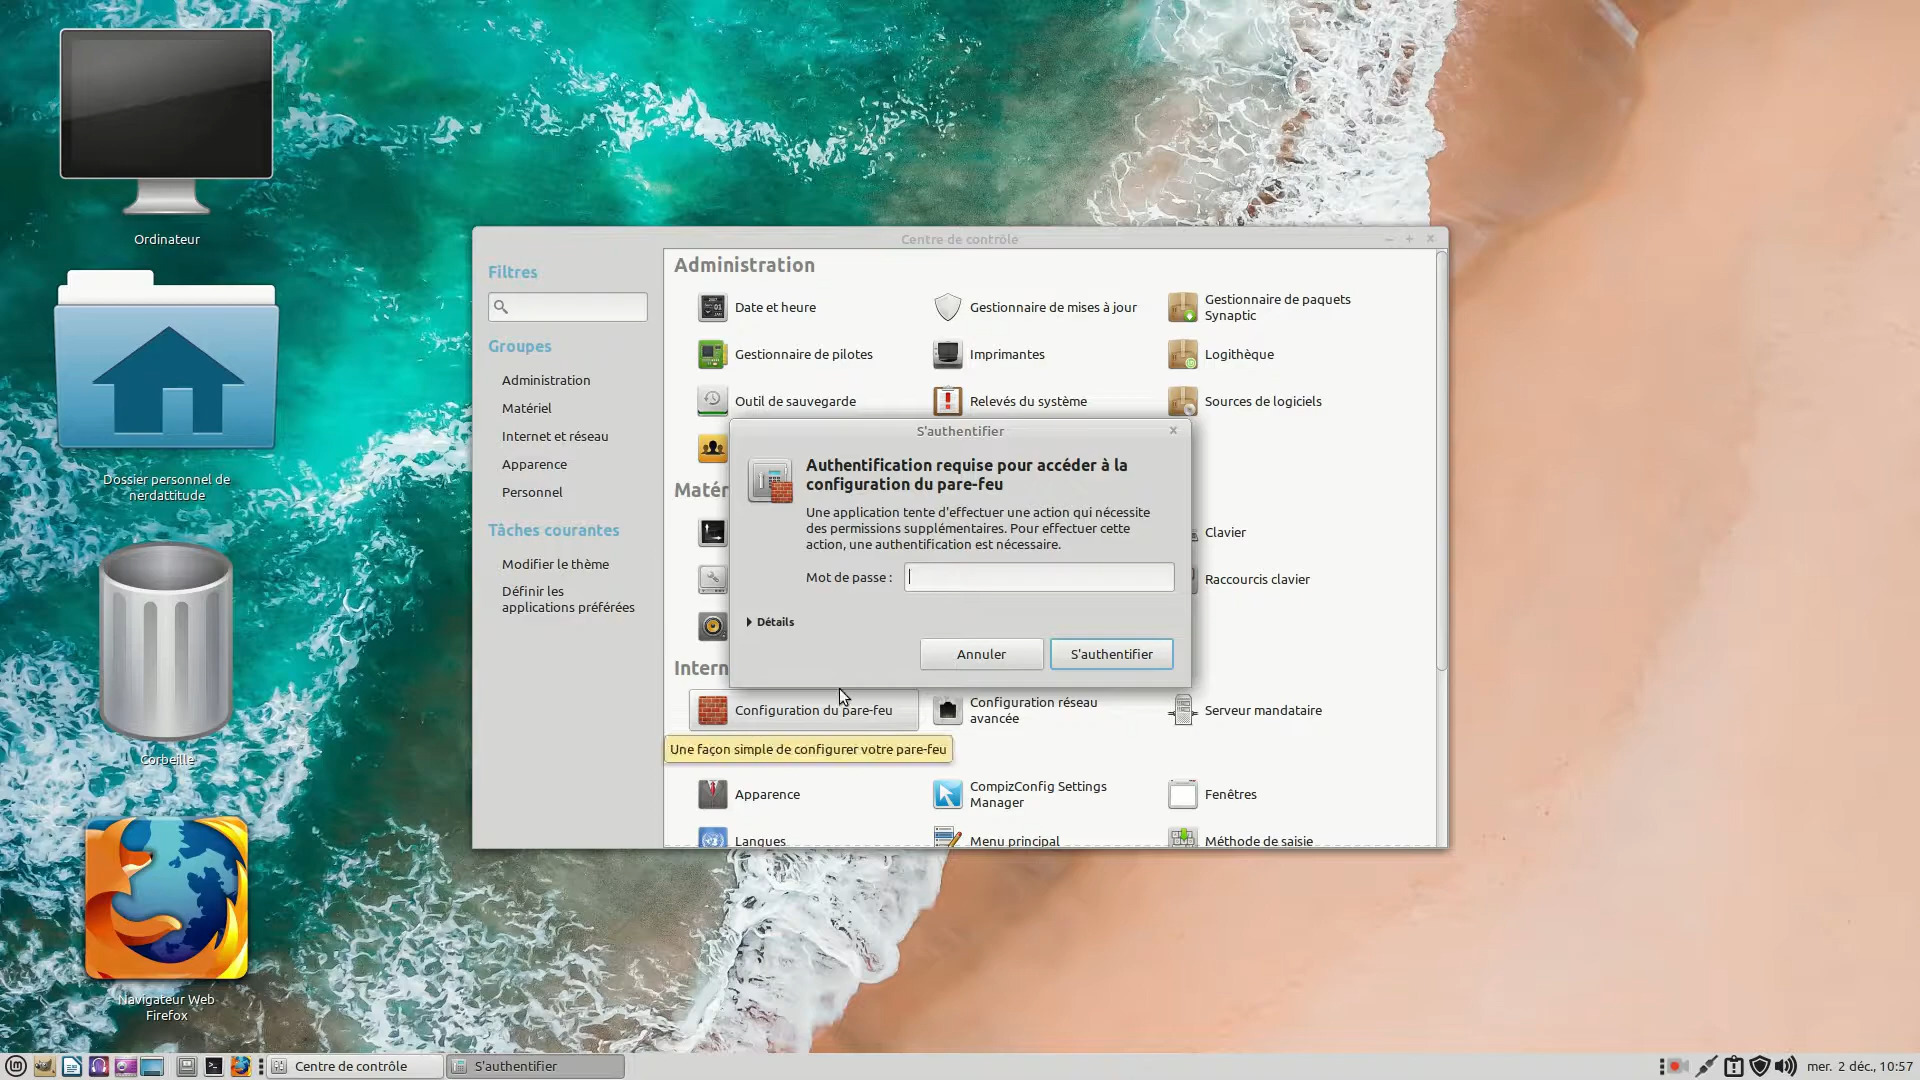 Ordinateur
Dossier personnel de
nerdattitude
Corbeille
Navigateur Web
Firefox
Centre de contrôle
Filtres
Groupes
Administration
Matériel
Internet et réseau
Apparence
Personnel
Tâches courantes
Modifier le thème
Définir les
applications préférées
Administration
Date et heure
Gestionnaire de mises à jour
Gestionnaire de paquets
Synaptic
Gestionnaire de pilotes
Imprimantes
Logithèque
Outil de sauvegarde
Relevés du système
Sources de logiciels
Matér
Clavier
Raccourcis clavier
Intern
S'authentifier
Authentification requise pour accéder à la
configuration du pare-feu
Une application tente d'effectuer une action qui nécessite
des permissions supplémentaires. Pour effectuer cette
action, une authentification est nécessaire.
Mot de passe :
Détails
Annuler
S'authentifier
Configuration du pare-feu
Configuration réseau
avancée
Serveur mandataire
Une façon simple de configurer votre pare-feu
Apparence
CompizConfig Settings
Manager
Fenêtres
Langues
Menu principal
Méthode de saisie
Centre de contrôle
S'authentifier
mer. 2 déc., 10:57